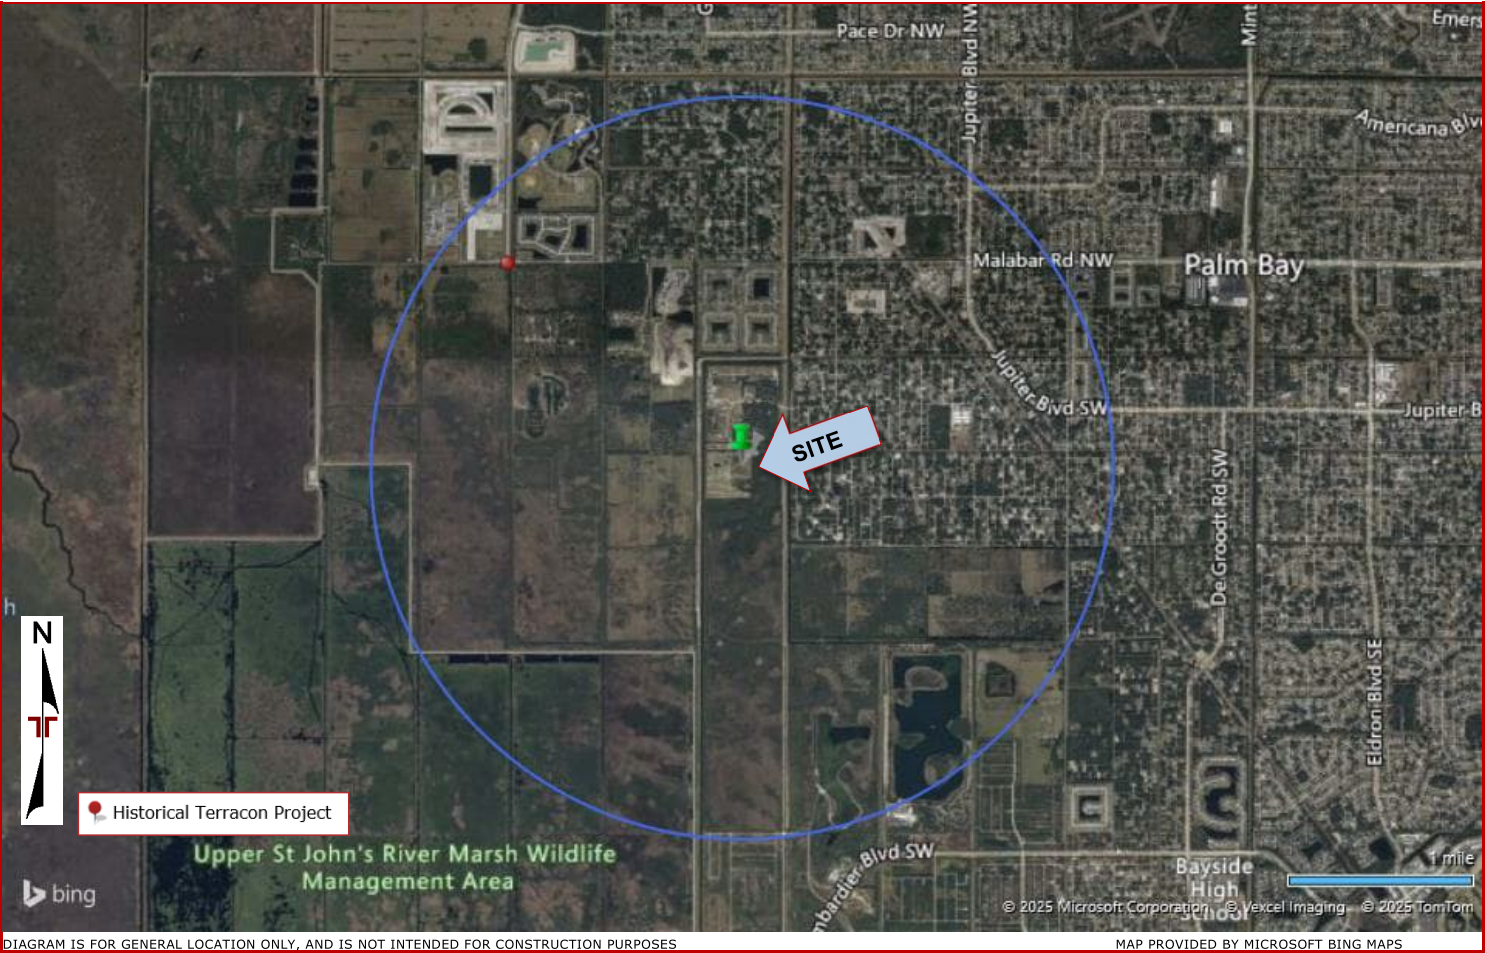 G
Pace Dr NW
Jupiter Blvd NW
Mint
Emers
Americana Blv
Malabar Rd NW
Palm Bay
Jupiter Blvd SW
Jupiter B
SITE
De Groodt Rd SW
Eldron Blvd SE
h
N
Historical Terracon Project
Upper St John's River Marsh Wildlife
Management Area
mbardier Blvd SW
Bayside
High
School
1 mile
bing
© 2025 Microsoft Corporation © Vexcel Imaging © 2025 TomTom
DIAGRAM IS FOR GENERAL LOCATION ONLY, AND IS NOT INTENDED FOR CONSTRUCTION PURPOSES
MAP PROVIDED BY MICROSOFT BING MAPS